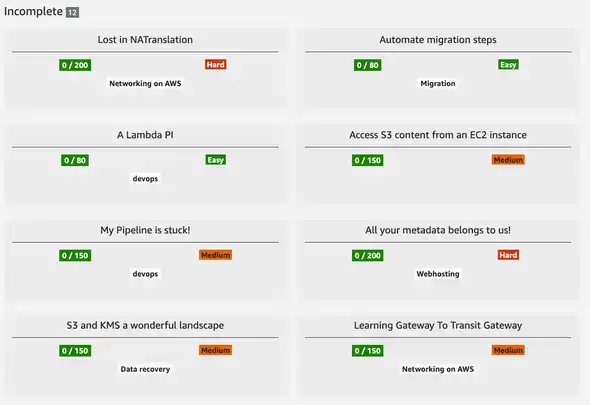 Incomplete 12
Lost in NATranslation
0 / 200 Hard
Networking on AWS
Automate migration steps
0 / 80 Easy
Migration
A Lambda PI
0 / 80 Easy
devops
Access S3 content from an EC2 instance
0 / 150 Medium
My Pipeline is stuck!
0 / 150 Medium
devops
All your metadata belongs to us!
0 / 200 Hard
Webhosting
S3 and KMS a wonderful landscape
0 / 150 Medium
Data recovery
Learning Gateway To Transit Gateway
0 / 150 Medium
Networking on AWS